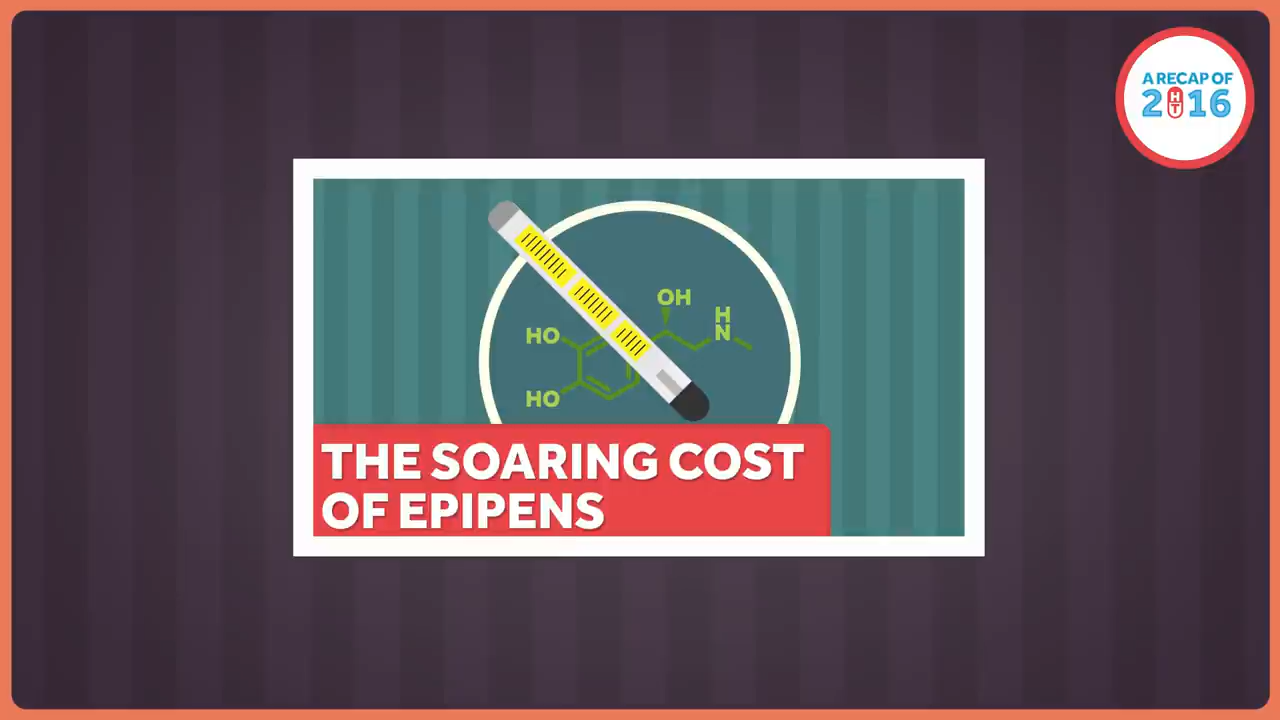 A RECAP OF
2016
H
T
OH
H
N
HO
HO
THE SOARING COST
OF EPIPENS